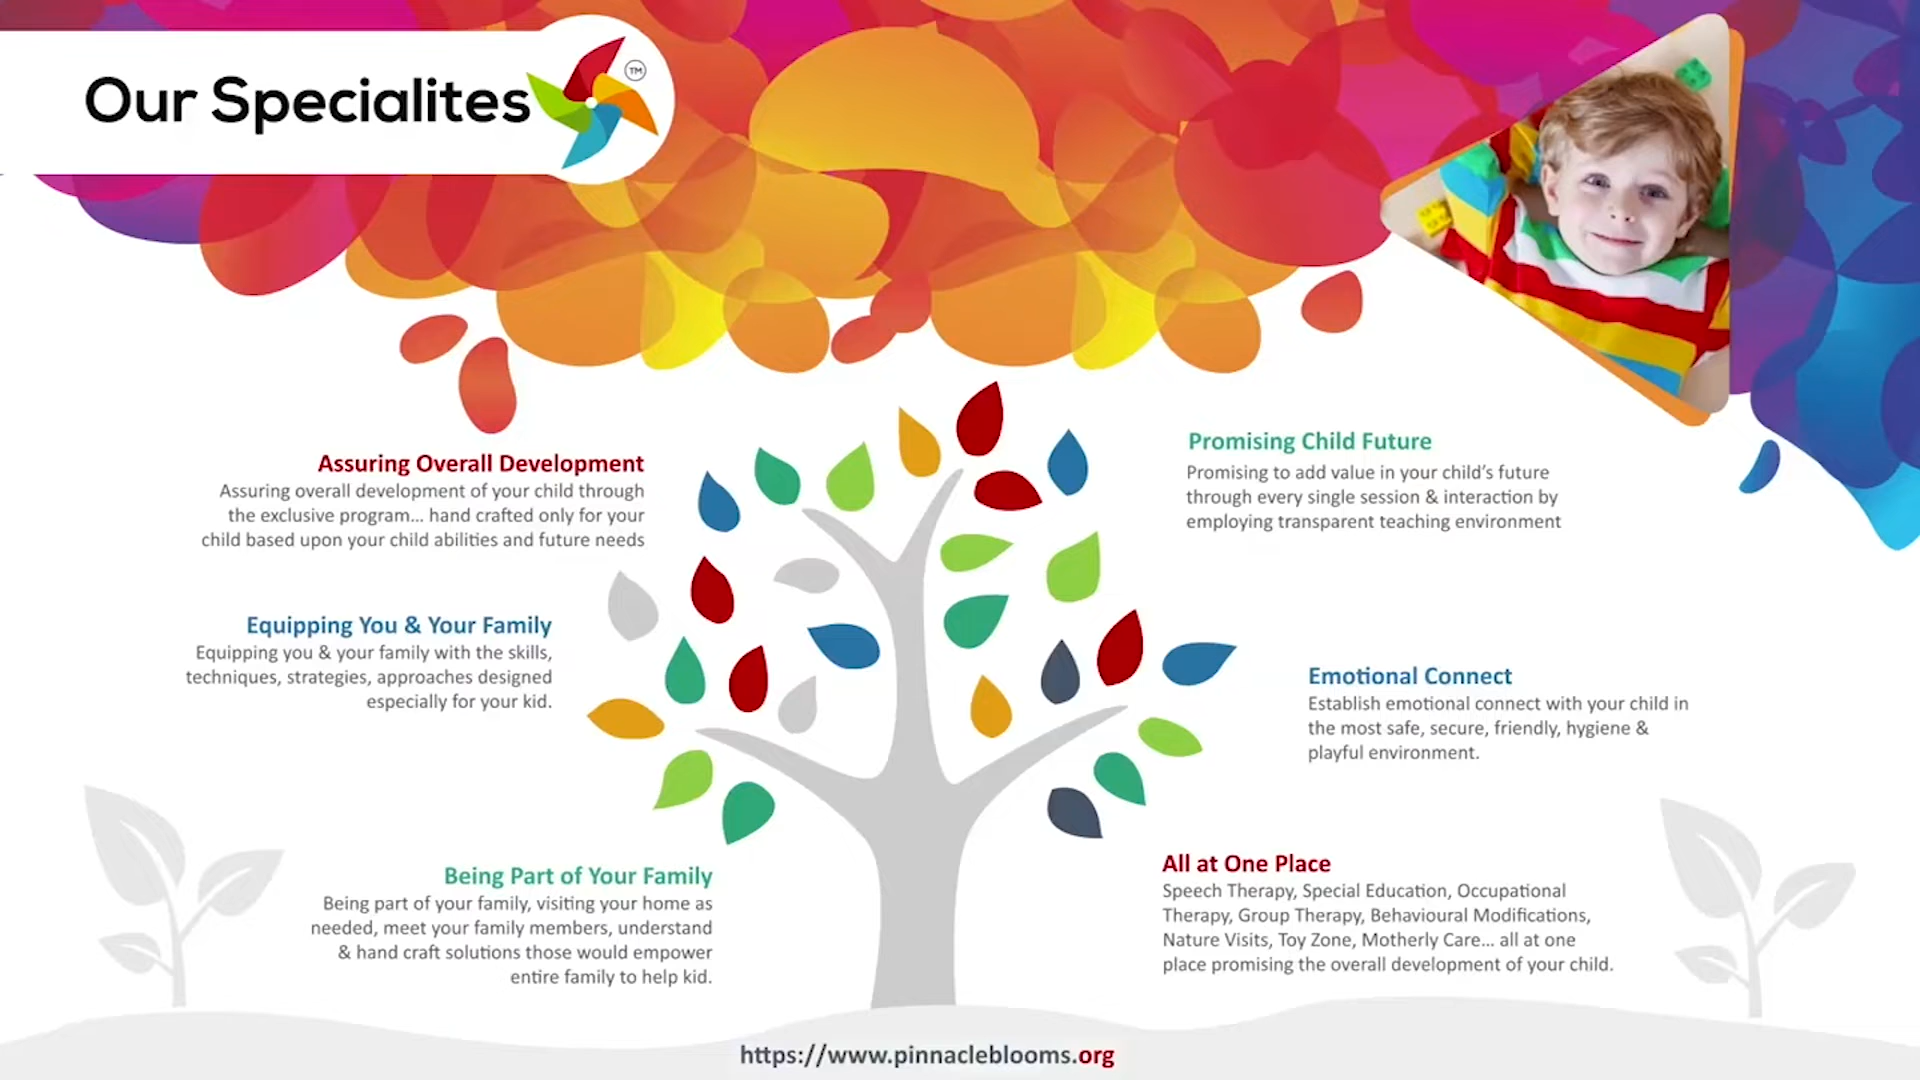 Our Specialites
TM
Assuring Overall Development
Assuring overall development of your child through
the exclusive program... hand crafted only for your
child based upon your child abilities and future needs
Equipping You & Your Family
Equipping you & your family with the skills,
techniques, strategies, approaches designed
especially for your kid.
Being Part of Your Family
Being part of your family, visiting your home as
needed, meet your family members, understand
& hand craft solutions those would empower
entire family to help kid.
Promising Child Future
Promising to add value in your child's future
through every single session & interaction by
employing transparent teaching environment
Emotional Connect
Establish emotional connect with your child in
the most safe, secure, friendly, hygiene &
playful environment.
All at One Place
Speech Therapy, Special Education, Occupational
Therapy, Group Therapy, Behavioural Modifications,
Nature Visits, Toy Zone, Motherly Care... all at one
place promising the overall development of your child.
https://www.pinnacleblooms.org